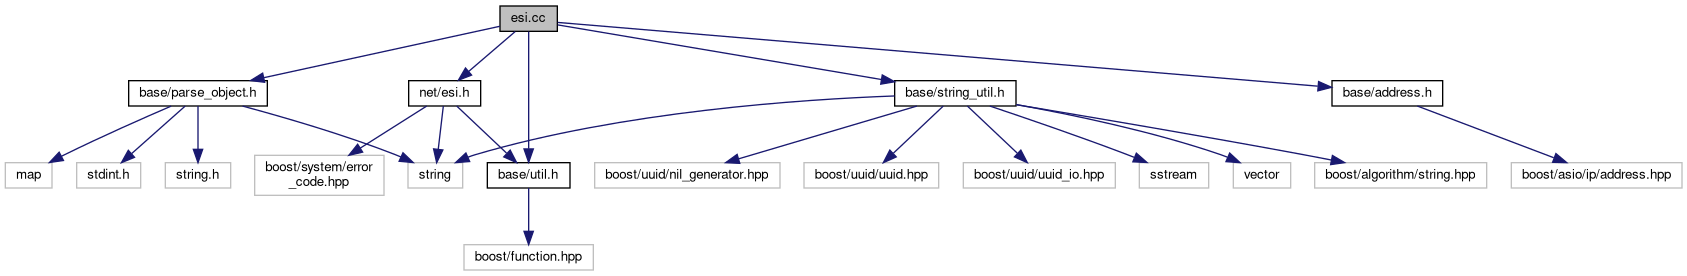 esi.cc
base/parse_object.h
net/esi.h
base/string_util.h
base/address.h
map
stdint.h
string.h
boost/system/error
_code.hpp
string
base/util.h
boost/uuid/nil_generator.hpp
boost/uuid/uuid.hpp
boost/uuid/uuid_io.hpp
sstream
vector
boost/algorithm/string.hpp
boost/asio/ip/address.hpp
boost/function.hpp